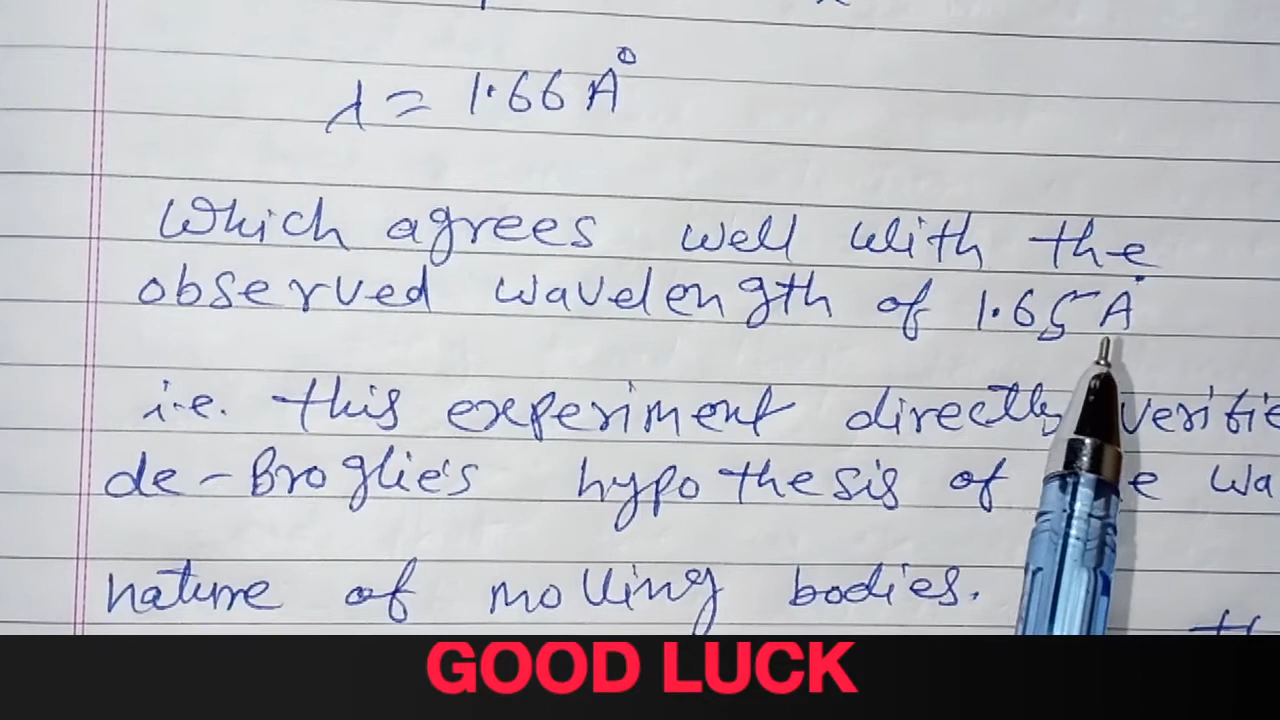 λ = 1.66 A°
Which agrees well with the
observed wavelength of 1.65 A°
i.e. this experiment directly
de-Broglie's hypothesis of
nature of moving bodies.
GOOD LUCK